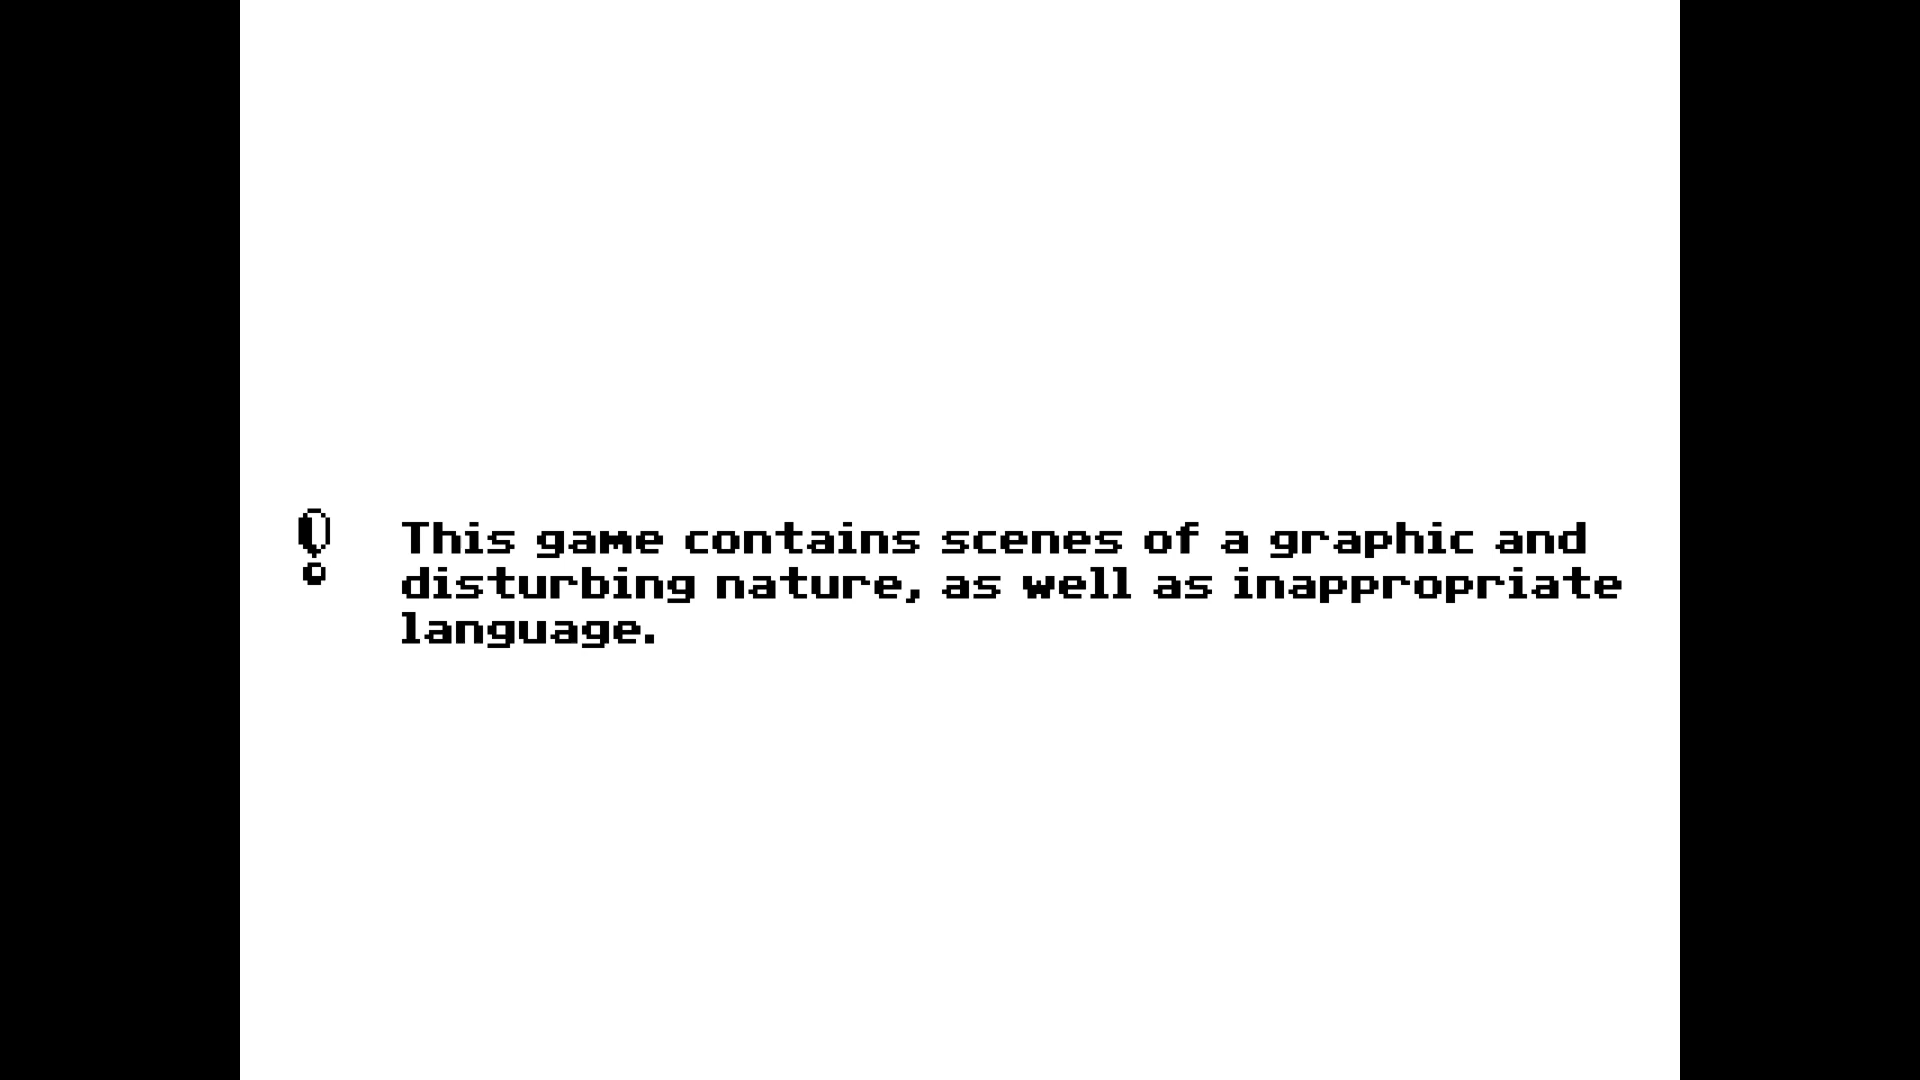 This game contains scenes of a graphic and
disturbing nature, as well as inappropriate
language.